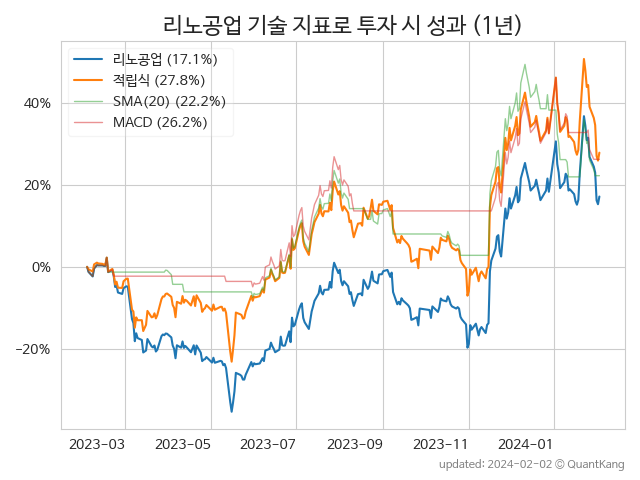 리노공업 기술 지표로 투자 시 성과 (1년)
리노공업 (17.1%)
적립식 (27.8%)
SMA(20) (22.2%)
MACD (26.2%)
40%
20%
0%
−20%
2023-03 2023-05 2023-07 2023-09 2023-11 2024-01
updated: 2024-02-02 © QuantKang